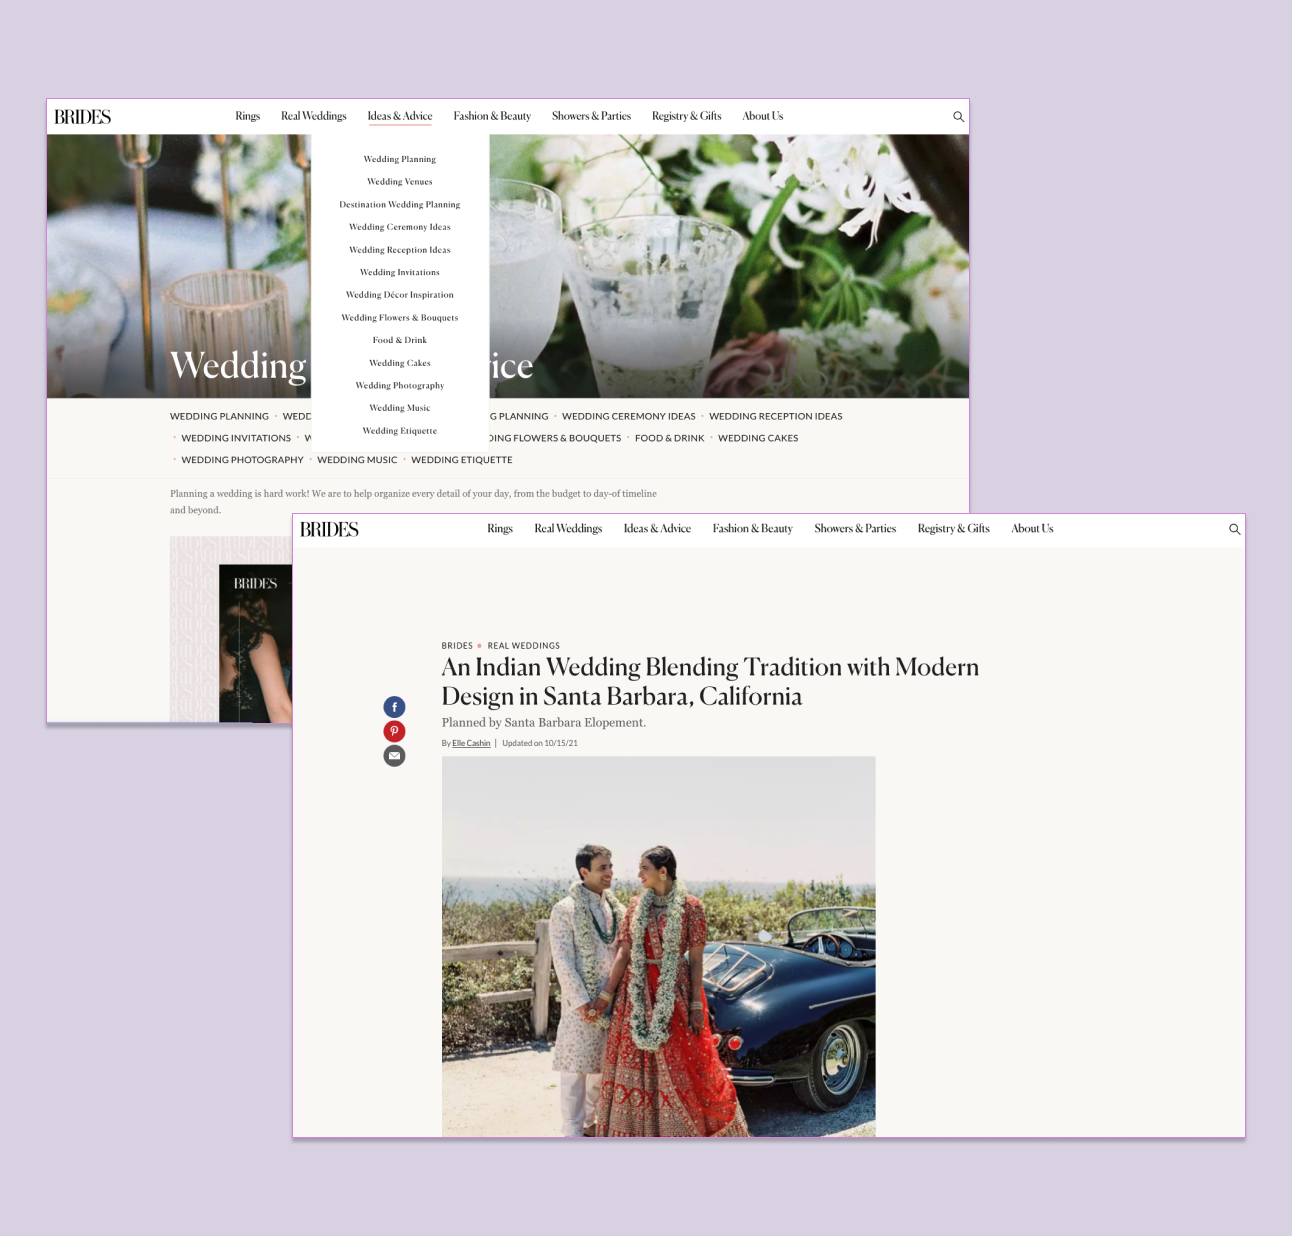 BRIDES
Rings Real Weddings Ideas & Advice Fashion & Beauty Showers & Parties Registry & Gifts About Us
Wedding Planning
Wedding Venues
Destination Wedding Planning
Wedding Ceremony Ideas
Wedding Reception Ideas
Wedding Invitations
Wedding Décor Inspiration
Wedding Flowers & Bouquets
Food & Drink
Wedding Cakes
Wedding Photography
Wedding Music
Wedding Etiquette
Wedding
WEDDING PLANNING • PLANNING • WEDDING CEREMONY IDEAS • WEDDING RECEPTION IDEAS
• WEDDING INVITATIONS • FLOWERS & BOUQUETS • FOOD & DRINK • WEDDING CAKES
• WEDDING PHOTOGRAPHY • WEDDING MUSIC • WEDDING ETIQUETTE
Planning a wedding is hard work! We are to help organize every detail of your day, from the budget to day-of timeline
and beyond.
BRIDES
BRIDES
Rings Real Weddings Ideas & Advice Fashion & Beauty Showers & Parties Registry & Gifts About Us
BRIDES • REAL WEDDINGS
An Indian Wedding Blending Tradition with Modern
Design in Santa Barbara, California
Planned by Santa Barbara Elopement.
By Elle Cashin | Updated on 10/15/21